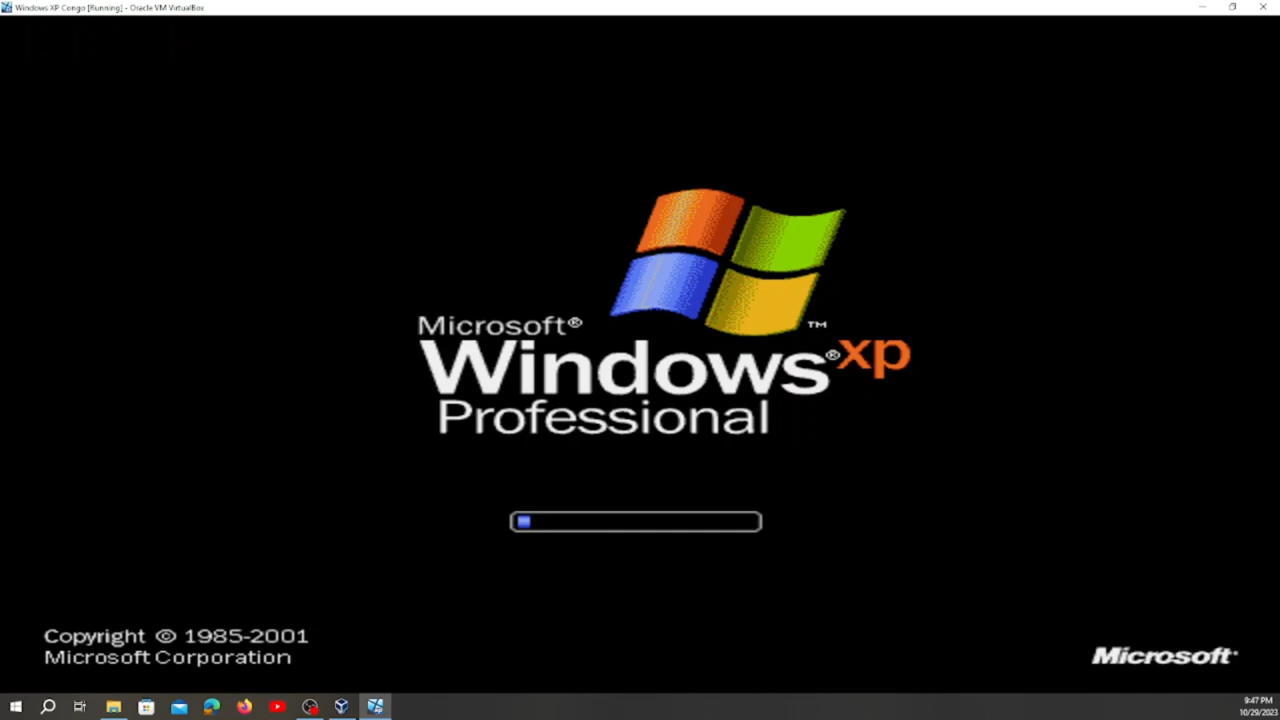 Windows XP Congo [Running] - Oracle VM VirtualBox
Microsoft®
Windows® xp
™
Professional
Copyright © 1985-2001
Microsoft Corporation
Microsoft®
9:47 PM
10/29/2023